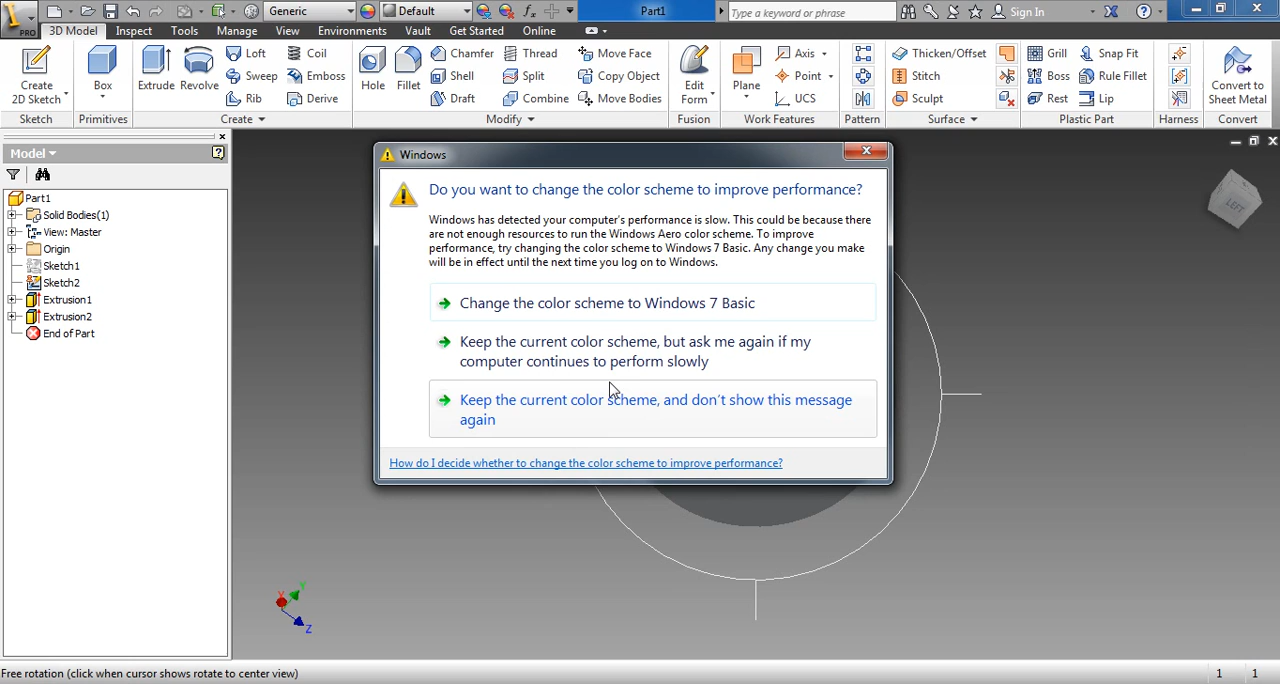 PRO
Generic
Default
Part1
Type a keyword or phrase
Sign In
3D Model Inspect Tools Manage View Environments Vault Get Started Online
Create
2D Sketch
Box
Extrude
Revolve
Loft
Sweep
Rib
Coil
Emboss
Derive
Hole
Fillet
Chamfer
Shell
Draft
Thread
Split
Combine
Move Face
Copy Object
Move Bodies
Edit
Form
Plane
Axis
Point
UCS
Thicken/Offset
Stitch
Sculpt
Grill
Boss
Rest
Snap Fit
Rule Fillet
Lip
Convert to
Sheet Metal
Sketch Primitives Create Modify Fusion Work Features Pattern Surface Plastic Part Harness Convert
Model
Part1
Solid Bodies(1)
View: Master
Origin
Sketch1
Sketch2
Extrusion1
Extrusion2
End of Part
Windows
Do you want to change the color scheme to improve performance?
Windows has detected your computer's performance is slow. This could be because there
are not enough resources to run the Windows Aero color scheme. To improve
performance, try changing the color scheme to Windows 7 Basic. Any change you make
will be in effect until the next time you log on to Windows.
Change the color scheme to Windows 7 Basic
Keep the current color scheme, but ask me again if my
computer continues to perform slowly
Keep the current color scheme, and don't show this message
again
How do I decide whether to change the color scheme to improve performance?
LEFT
X
Y
Z
Free rotation (click when cursor shows rotate to center view)
1 1